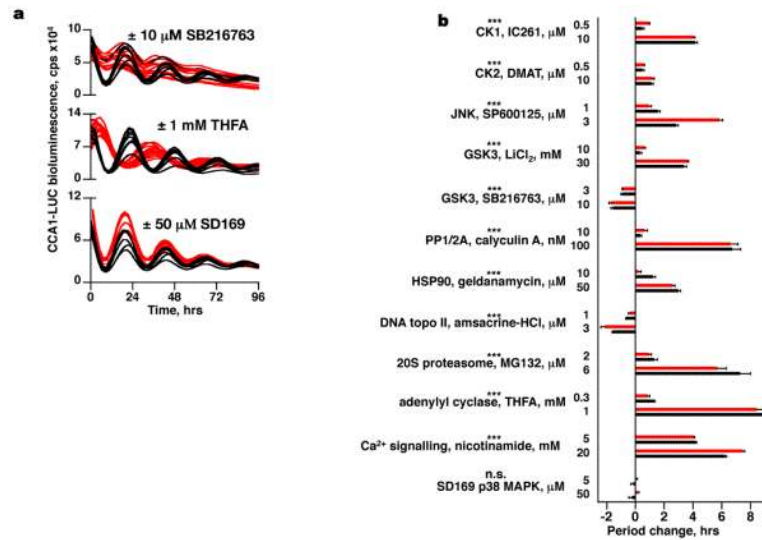 a
± 10 µM SB216763
± 1 mM THFA
± 50 µM SD169
CCA1-LUC bioluminescence, cps x10⁴
9
6
3
0
14
7
0
12
6
0
0 24 48 72 96
Time, hrs
b
***
CK1, IC261, µM
0.5
10
***
CK2, DMAT, µM
0.5
10
***
JNK, SP600125, µM
1
3
***
GSK3, LiCl₂, mM
10
30
***
GSK3, SB216763, µM
3
10
***
PP1/2A, calyculin A, nM
10
100
***
HSP90, geldanamycin, µM
10
50
***
DNA topo II, amsacrine-HCl, µM
1
3
***
20S proteasome, MG132, µM
2
6
***
adenylyl cyclase, THFA, mM
0.3
1
***
Ca²⁺ signalling, nicotinamide, mM
5
20
n.s.
SD169 p38 MAPK, µM
5
50
-2 0 2 4 6 8
Period change, hrs